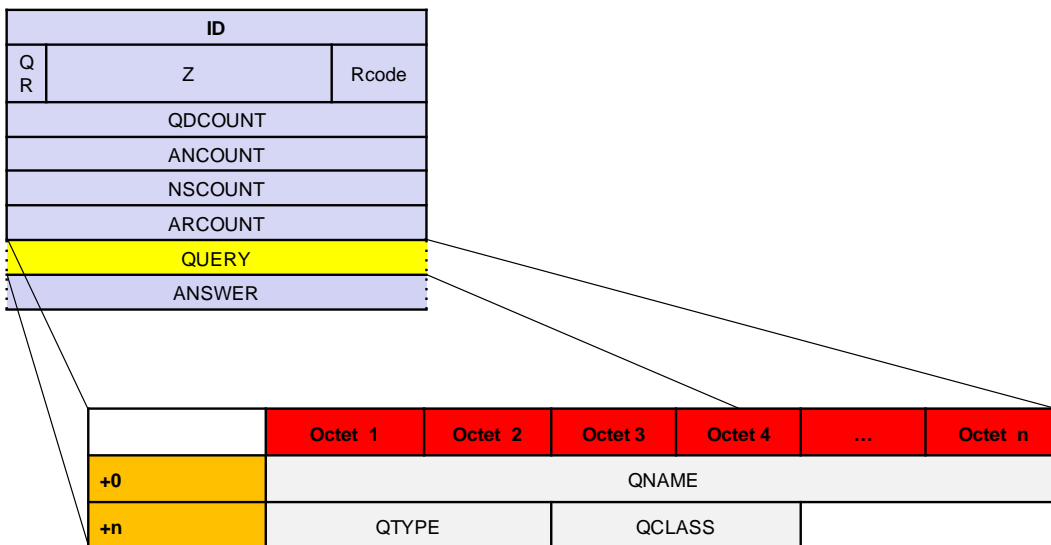 ID
Q
R
Z
Rcode
QDCOUNT
ANCOUNT
NSCOUNT
ARCOUNT
QUERY
ANSWER
Octet 1
Octet 2
Octet 3
Octet 4
...
Octet n
+0
QNAME
+n
QTYPE
QCLASS